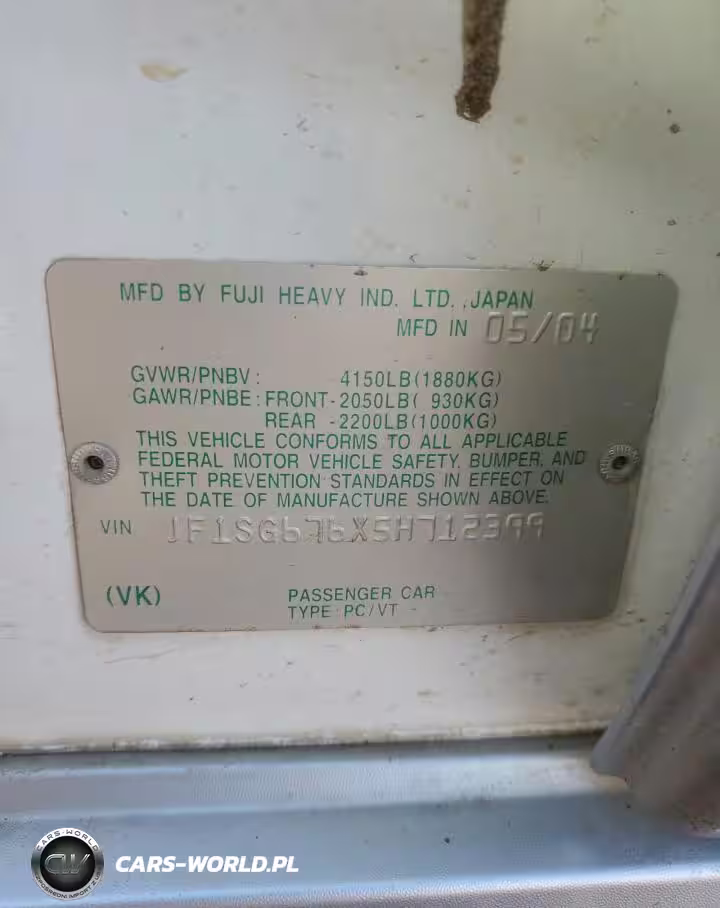 MFD BY FUJI HEAVY IND. LTD. JAPAN
MFD IN 05/04
GVWR/PNBV: 4150LB(1880KG)
GAWR/PNBE: FRONT-2050LB( 930KG)
REAR -2200LB(1000KG)
THIS VEHICLE CONFORMS TO ALL APPLICABLE
FEDERAL MOTOR VEHICLE SAFETY, BUMPER, AND
THEFT PREVENTION STANDARDS IN EFFECT ON
THE DATE OF MANUFACTURE SHOWN ABOVE.
VIN JF1SG676X5H712399
(VK) PASSENGER CAR
TYPE: PC/VT -
CARS-WORLD
CARS-WORLD.PL